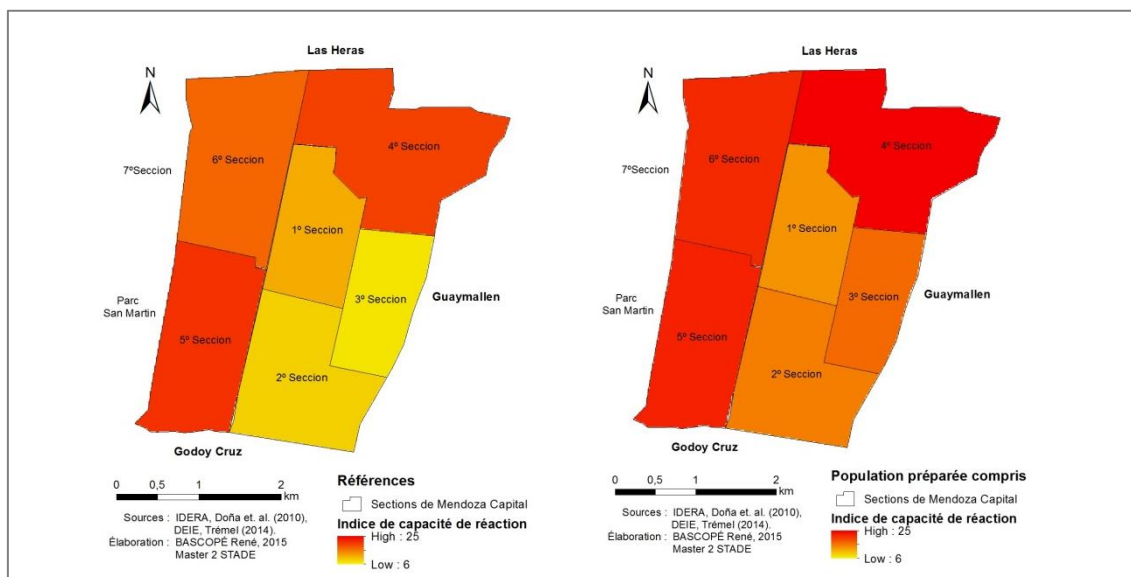 Las Heras
N
6º Seccion
4º Seccion
7ºSeccion
1º Seccion
3º Seccion
Guaymallen
Parc
San Martin
5º Seccion
2º Seccion
Godoy Cruz
0 0,5 1 2
km
Sources : IDERA, Doña et. al. (2010),
DEIE, Trémel (2014).
Élaboration : BASCOPÉ René, 2015
Master 2 STADE
Références
Sections de Mendoza Capital
Indice de capacité de réaction
High : 25
Low : 6
Las Heras
N
6º Seccion
4º Seccion
7ºSeccion
1º Seccion
3º Seccion
Guaymallen
Parc
San Martin
5º Seccion
2º Seccion
Godoy Cruz
0 0,5 1 2
km
Sources : IDERA, Doña et. al. (2010),
DEIE, Trémel (2014).
Élaboration : BASCOPÉ René, 2015
Master 2 STADE
Population préparée compris
Sections de Mendoza Capital
Indice de capacité de réaction
High : 25
Low : 6